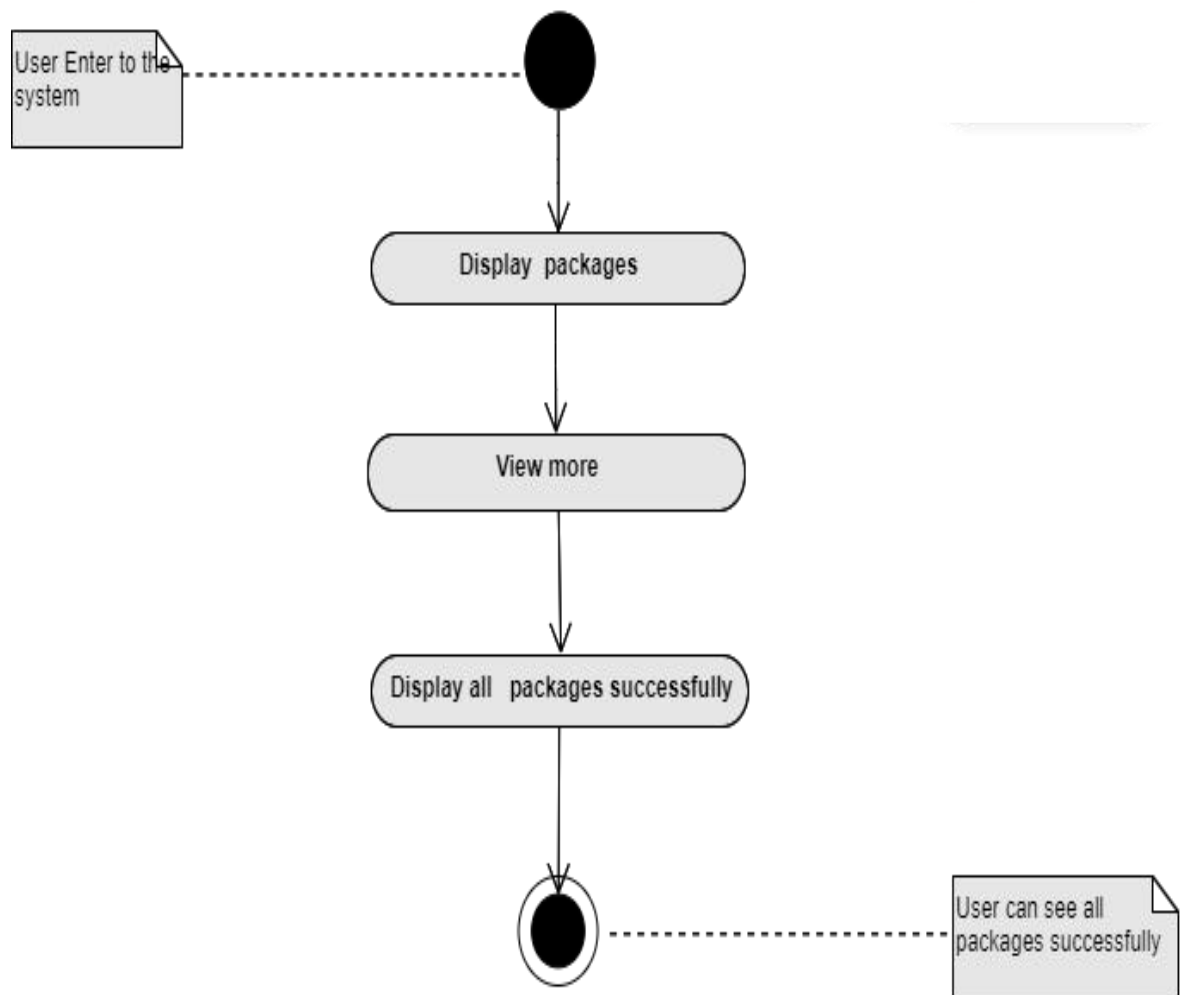 User Enter to the
system
Display packages
View more
Display all packages successfully
User can see all
packages successfully